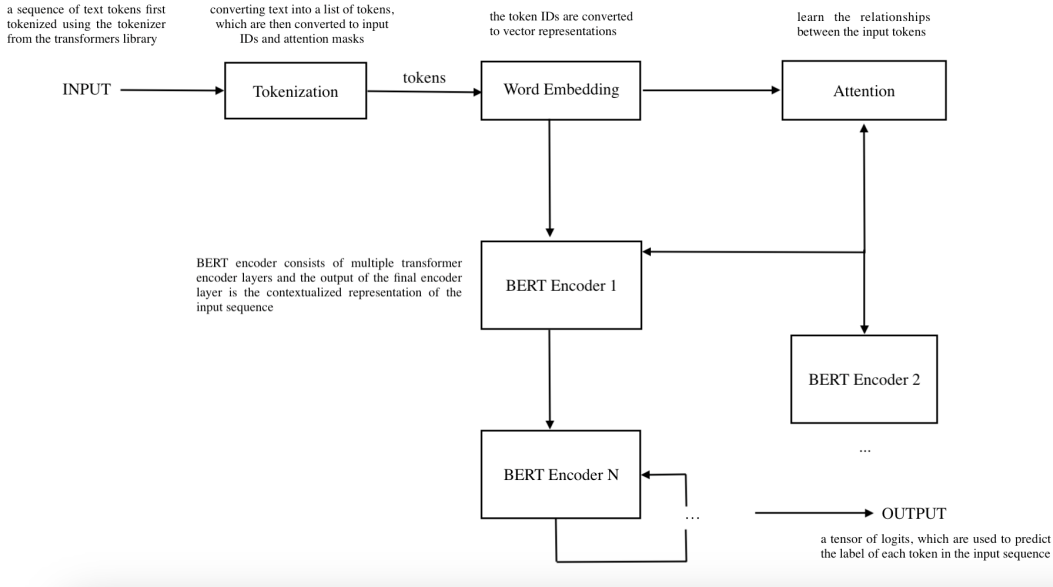 a sequence of text tokens first
tokenized using the tokenizer
from the transformers library
converting text into a list of tokens,
which are then converted to input
IDs and attention masks
the token IDs are converted
to vector representations
learn the relationships
between the input tokens
INPUT
Tokenization
tokens
Word Embedding
Attention
BERT encoder consists of multiple transformer
encoder layers and the output of the final encoder
layer is the contextualized representation of the
input sequence
BERT Encoder 1
BERT Encoder 2
...
BERT Encoder N
...
OUTPUT
a tensor of logits, which are used to predict
the label of each token in the input sequence